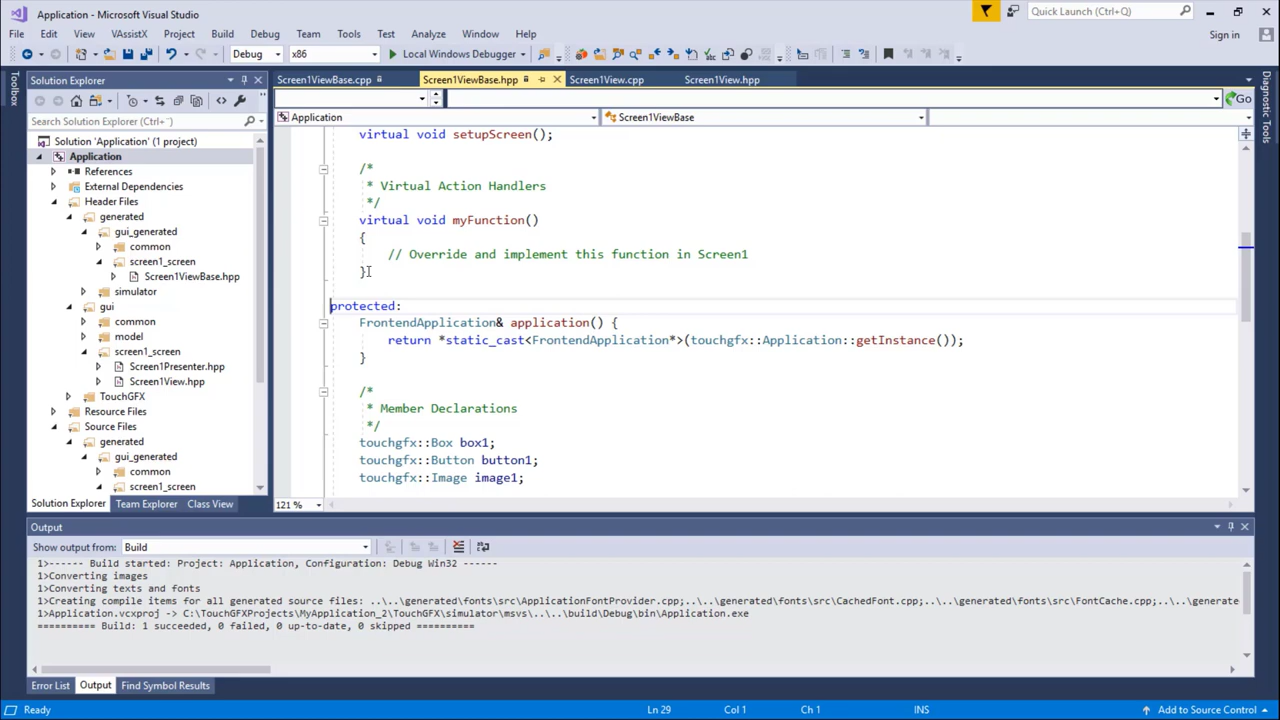 Application - Microsoft Visual Studio
Quick Launch (Ctrl+Q)
File Edit View VAssistX Project Build Debug Team Tools Test Analyze Window Help
Sign in
Debug x86 Local Windows Debugger
Toolbox
Solution Explorer
Search Solution Explorer (Ctrl+¨)
Solution 'Application' (1 project)
Application
References
External Dependencies
Header Files
generated
gui_generated
common
screen1_screen
Screen1ViewBase.hpp
simulator
gui
common
model
screen1_screen
Screen1Presenter.hpp
Screen1View.hpp
TouchGFX
Resource Files
Source Files
generated
gui_generated
common
screen1_screen
Solution Explorer Team Explorer Class View
Screen1ViewBase.cpp Screen1ViewBase.hpp Screen1View.cpp Screen1View.hpp
Go
Application Screen1ViewBase
virtual void setupScreen();
/*
* Virtual Action Handlers
*/
virtual void myFunction()
{
// Override and implement this function in Screen1
}
protected:
FrontendApplication& application() {
return *static_cast<FrontendApplication*>(touchgfx::Application::getInstance());
}
/*
* Member Declarations
*/
touchgfx::Box box1;
touchgfx::Button button1;
touchgfx::Image image1;
121 %
Diagnostic Tools
Output
Show output from: Build
1>------ Build started: Project: Application, Configuration: Debug Win32 ------
1>Converting images
1>Converting texts and fonts
1>Creating compile items for all generated source files: ..\..\generated\fonts\src\ApplicationFontProvider.cpp;..\..\generated\fonts\src\CachedFont.cpp;..\..\generated\fonts\src\FontCache.cpp;..\..\generate
1>Application.vcxproj -> C:\TouchGFXProjects\MyApplication_2\TouchGFX\simulator\msvs\..\..\build\Debug\bin\Application.exe
========== Build: 1 succeeded, 0 failed, 0 up-to-date, 0 skipped ==========
Error List Output Find Symbol Results
Ready Ln 29 Col 1 Ch 1 INS Add to Source Control